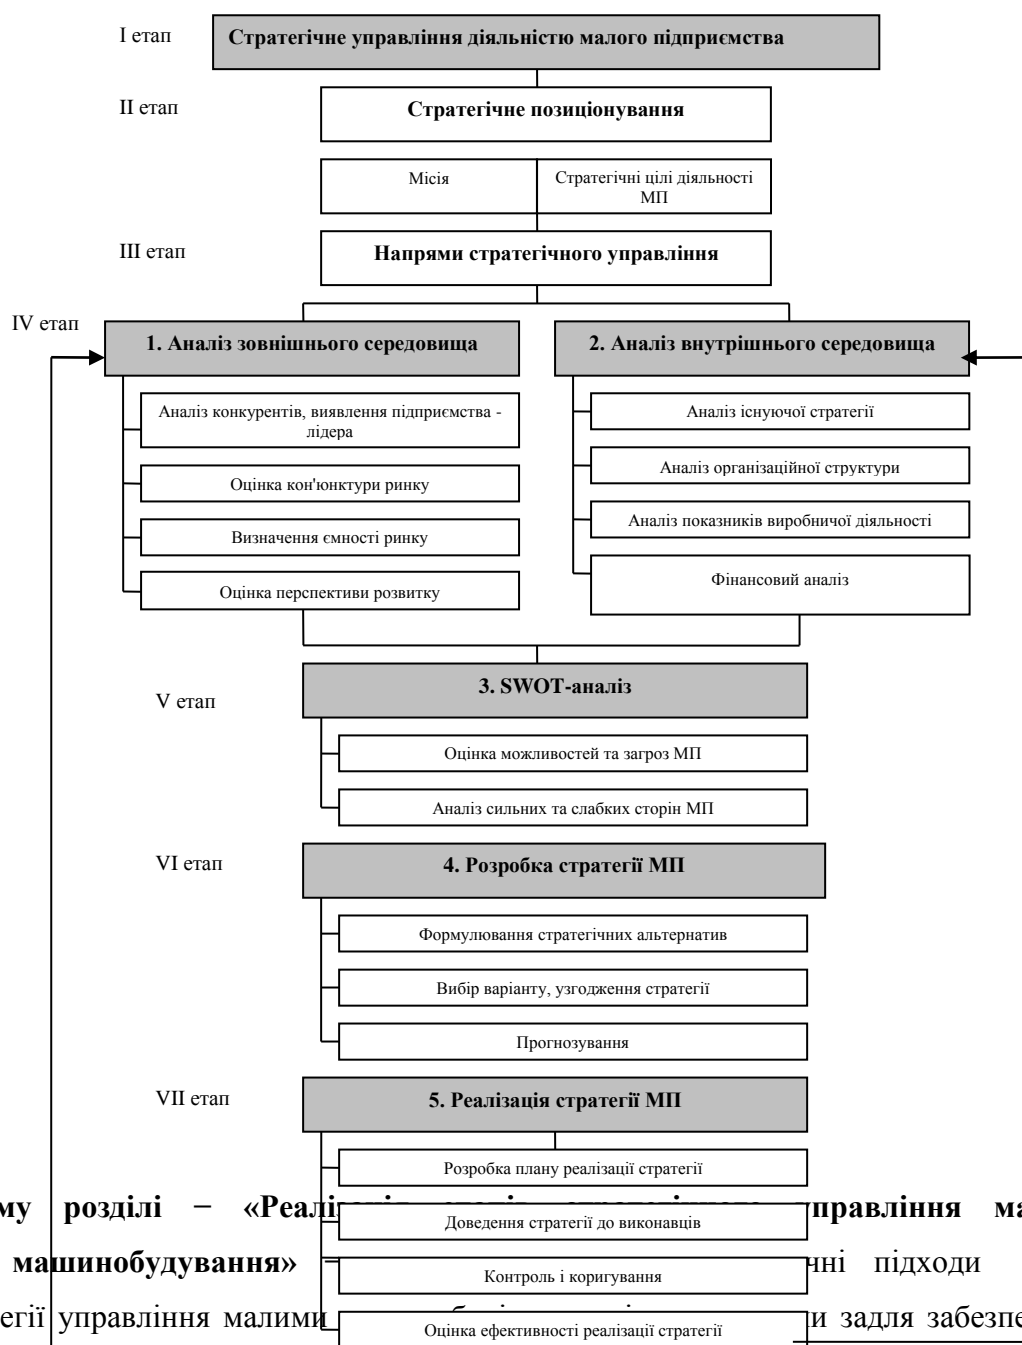 I етап
Стратегічне управління діяльністю малого підприємства
II етап
Стратегічне позиціонування
Місія
Стратегічні цілі діяльності
МП
III етап
Напрями стратегічного управління
IV етап
1. Аналіз зовнішнього середовища
2. Аналіз внутрішнього середовища
Аналіз конкурентів, виявлення підприємства -
лідера
Оцінка кон'юнктури ринку
Визначення ємності ринку
Оцінка перспективи розвитку
Аналіз існуючої стратегії
Аналіз організаційної структури
Аналіз показників виробничої діяльності
Фінансовий аналіз
V етап
3. SWOT-аналіз
Оцінка можливостей та загроз МП
Аналіз сильних та слабких сторін МП
VI етап
4. Розробка стратегії МП
Формулювання стратегічних альтернатив
Вибір варіанту, узгодження стратегії
Прогнозування
VII етап
5. Реалізація стратегії МП
Розробка плану реалізації стратегії
му розділі – «Реалізація етапів стратегічного управління ма
Доведення стратегії до виконавців
машинобудування» чні підходи
Контроль і коригування
егії управління малими и задля забезпе
Оцінка ефективності реалізації стратегії